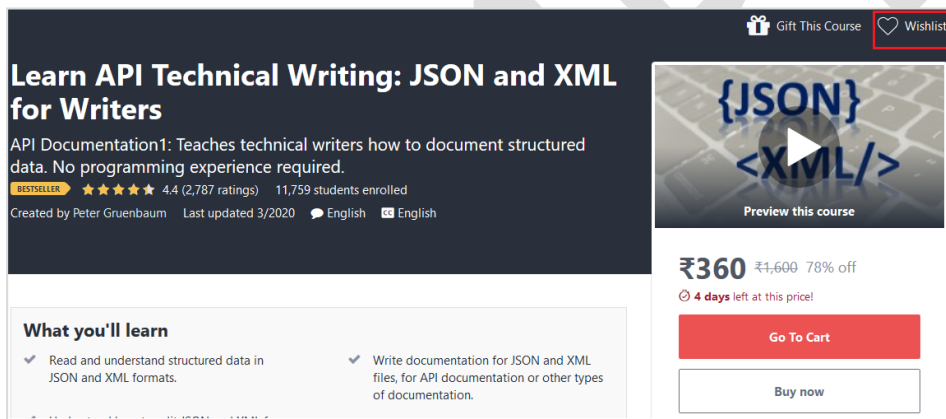 Gift This Course Wishlist
Learn API Technical Writing: JSON and XML
for Writers
API Documentation1: Teaches technical writers how to document structured
data. No programming experience required.
BESTSELLER 4.4 (2,787 ratings) 11,759 students enrolled
Created by Peter Gruenbaum Last updated 3/2020 English CC English
{JSON}
<XML/>
Preview this course
₹360 ₹1,600 78% off
4 days left at this price!
Go To Cart
Buy now
What you'll learn
Read and understand structured data in
JSON and XML formats.
Write documentation for JSON and XML
files, for API documentation or other types
of documentation.